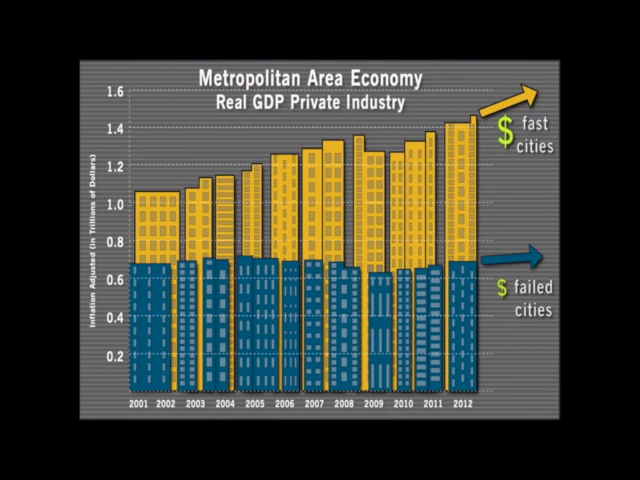 Metropolitan Area Economy
Real GDP Private Industry
Inflation Adjusted (in Trillions of Dollars)
1.6
1.4
1.2
1.0
0.8
0.6
0.4
0.2
$ fast
cities
$ failed
cities
2001 2002 2003 2004 2005 2006 2007 2008 2009 2010 2011 2012